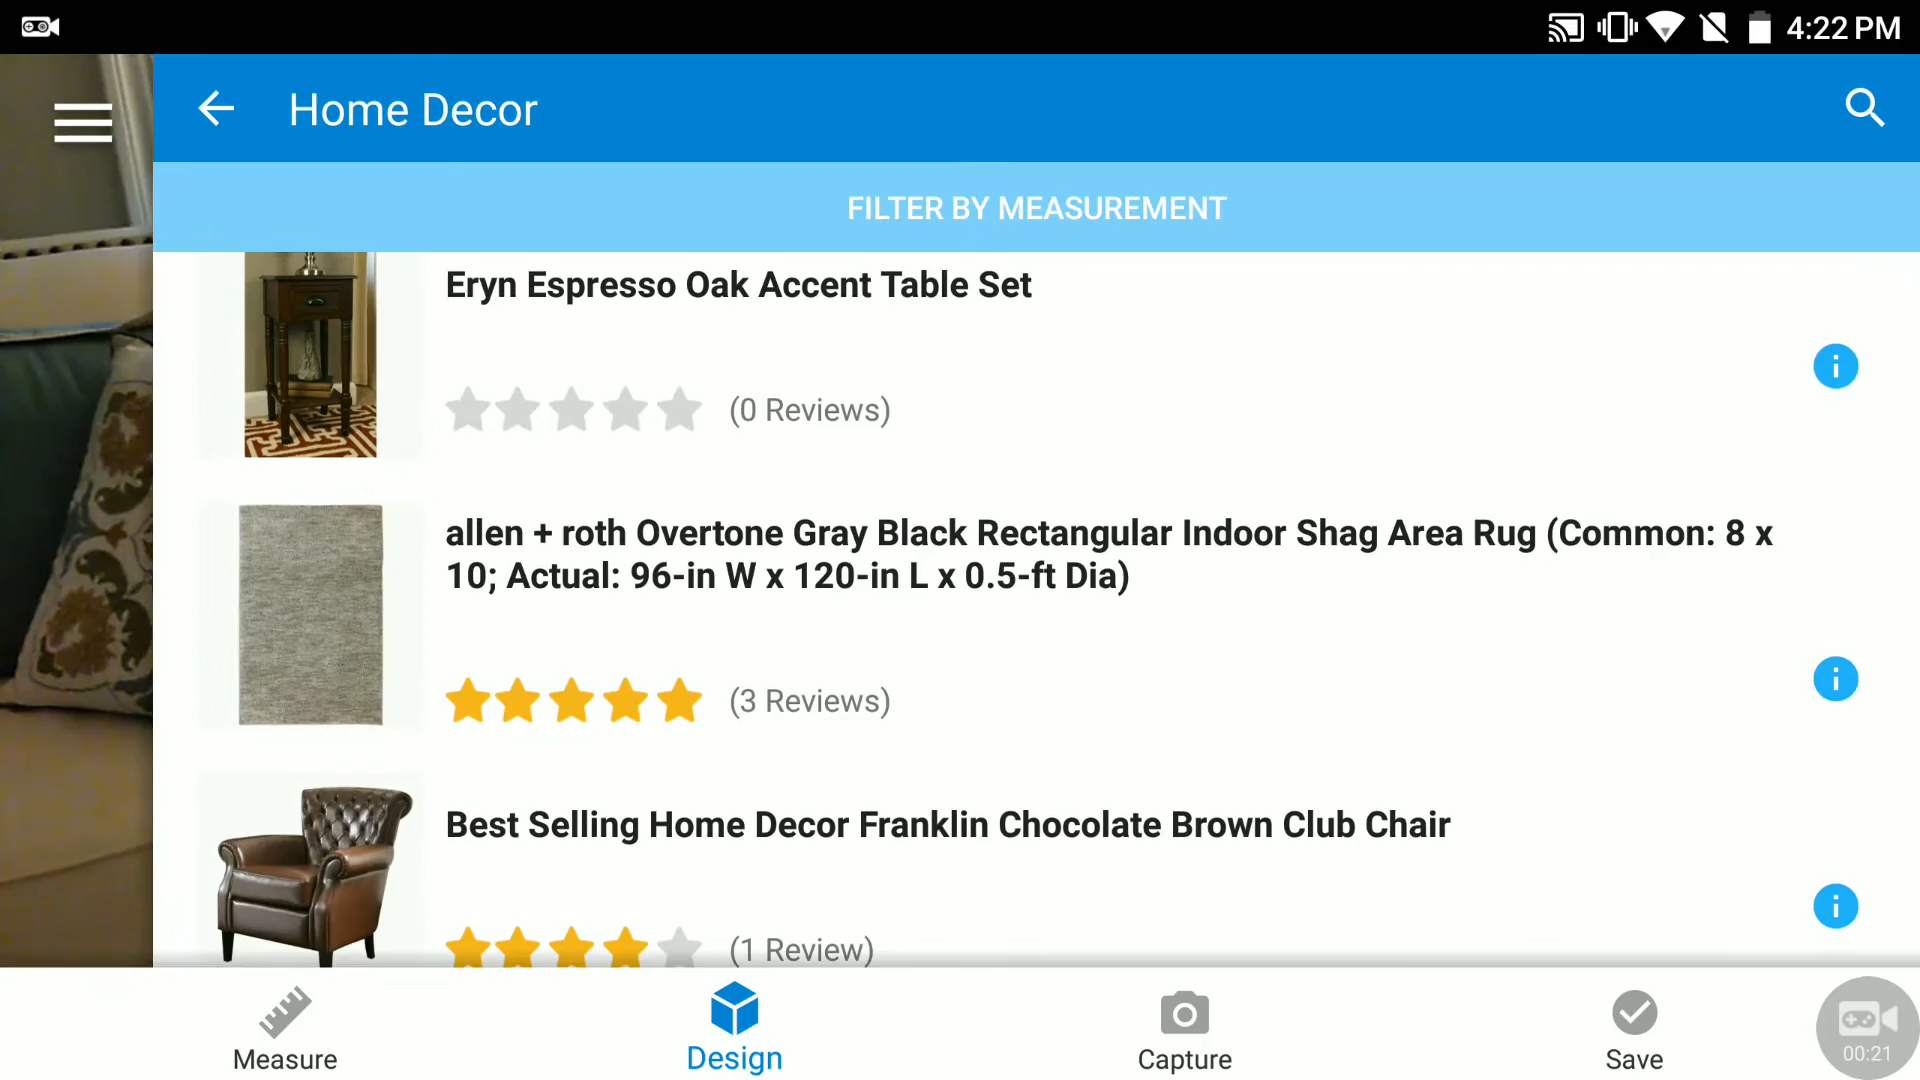 4:22 PM
Home Decor
FILTER BY MEASUREMENT
Eryn Espresso Oak Accent Table Set
(0 Reviews)
allen + roth Overtone Gray Black Rectangular Indoor Shag Area Rug (Common: 8 x
10; Actual: 96-in W x 120-in L x 0.5-ft Dia)
(3 Reviews)
Best Selling Home Decor Franklin Chocolate Brown Club Chair
(1 Review)
Measure
Design
Capture
Save
00:21